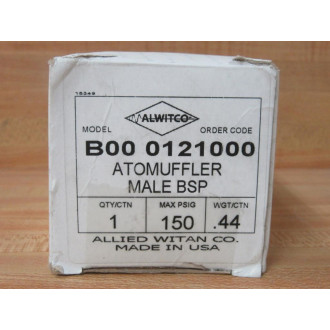 ALWITCO
MODEL ORDER CODE
B00 0121000
ATOMUFFLER
MALE BSP
QTY/CTN MAX PSIG WGT/CTN
1 150 .44
ALLIED WITAN CO.
MADE IN USA